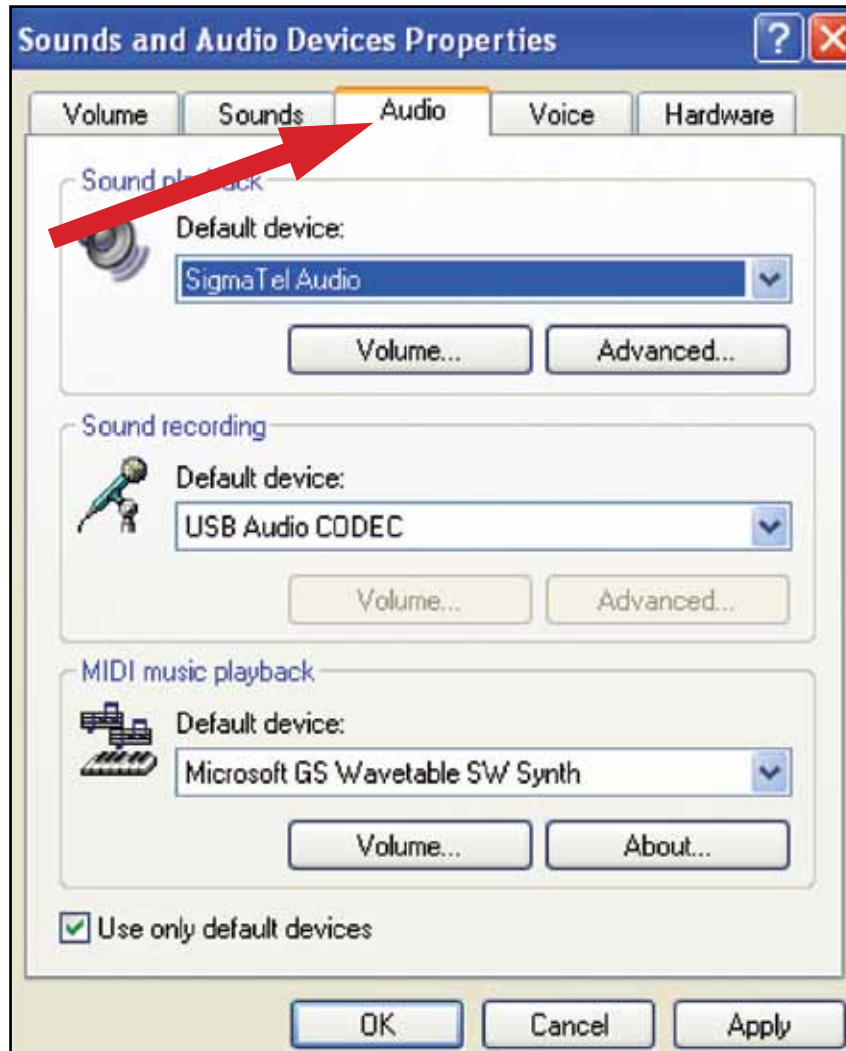 Sounds and Audio Devices Properties
Volume Sounds Audio Voice Hardware
Sound playback
Default device:
SigmaTel Audio
Volume... Advanced...
Sound recording
Default device:
USB Audio CODEC
Volume... Advanced...
MIDI music playback
Default device:
Microsoft GS Wavetable SW Synth
Volume... About...
Use only default devices
OK Cancel Apply